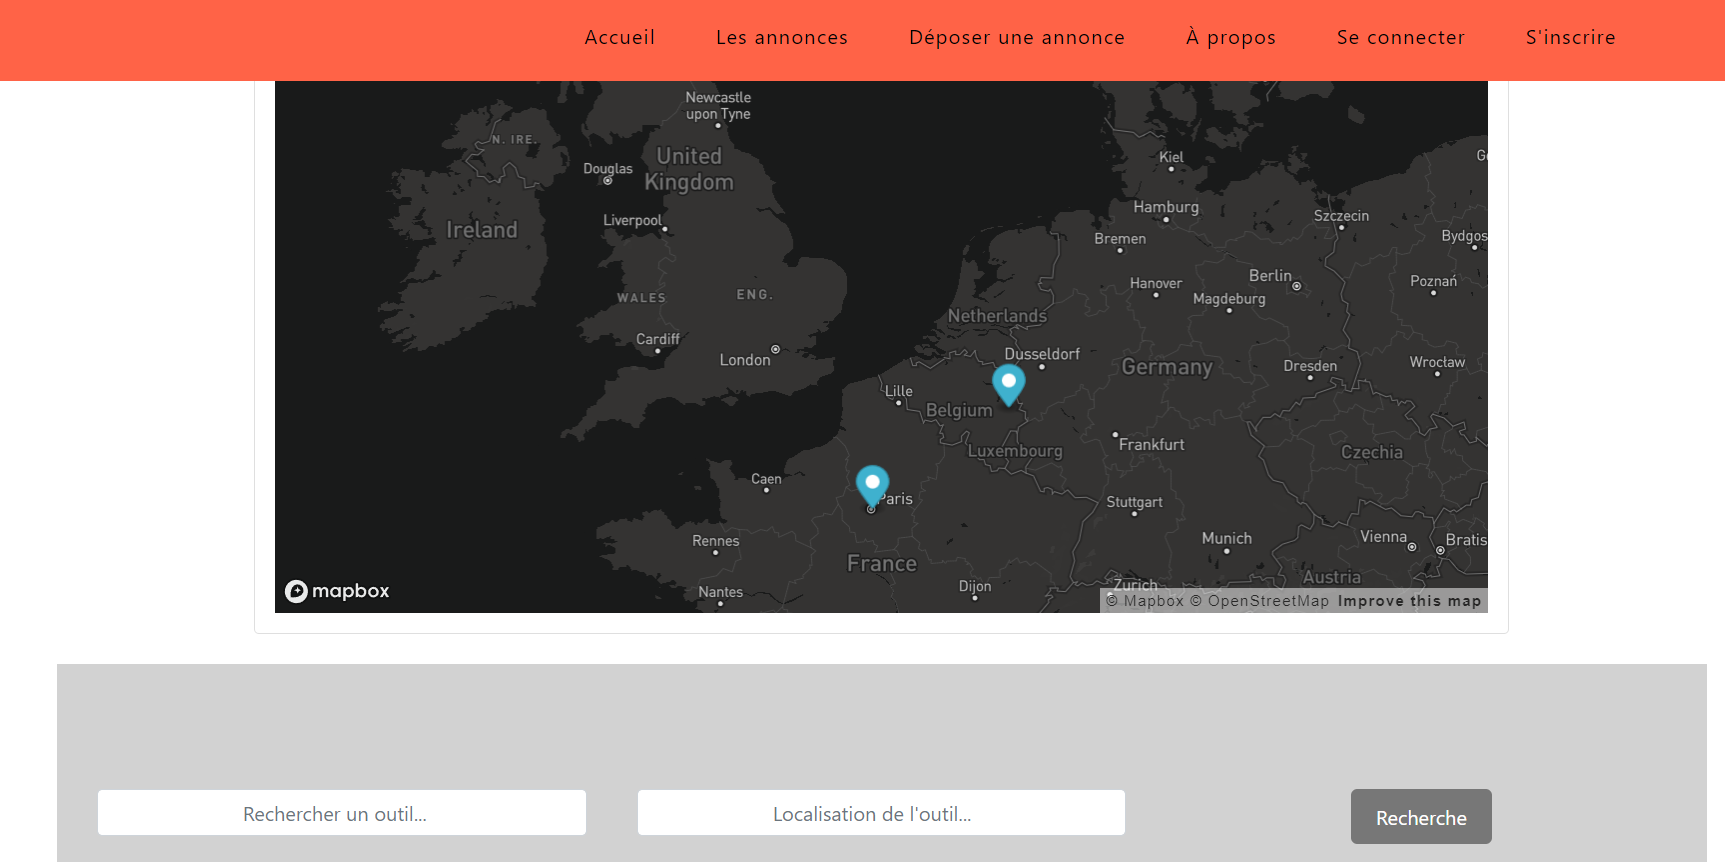 Accueil Les annonces Déposer une annonce À propos Se connecter S'inscrire
Newcastle
upon Tyne
N. IRE.
United
Kingdom
Douglas
Kiel
Liverpool
Ireland
Hamburg
Szczecin
Bremen
Bydgos
Berlin
Hanover
Poznań
WALES
ENG.
Magdeburg
Netherlands
Cardiff
London
Dusseldorf
Germany
Dresden
Wrocław
Lille
Belgium
Frankfurt
Luxembourg
Czechia
Caen
Paris
Stuttgart
Rennes
Munich
Vienna
Bratis
France
Austria
Dijon
Zurich
Nantes
mapbox
© Mapbox © OpenStreetMap Improve this map
Rechercher un outil...
Localisation de l'outil...
Recherche